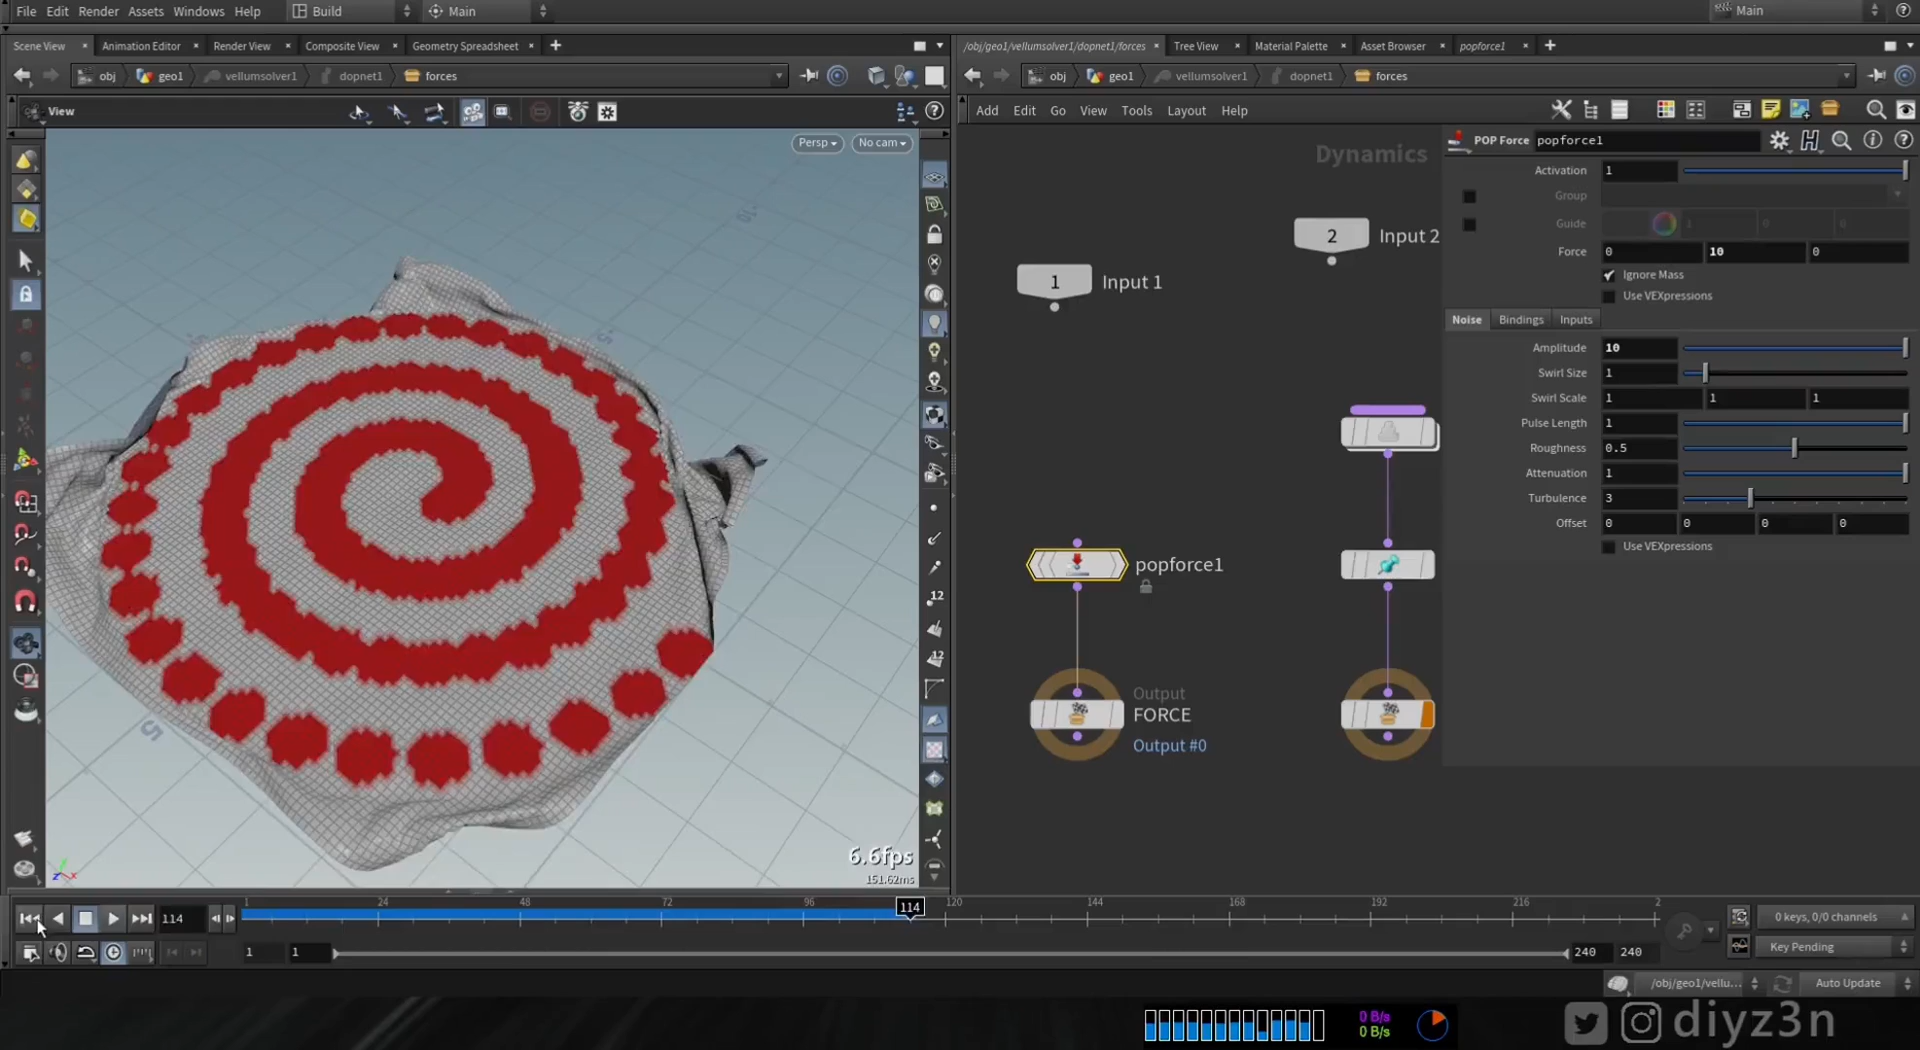 File Edit Render Assets Windows Help Build Main Main
Scene View Animation Editor Render View Composite View Geometry Spreadsheet
/obj/geo1/vellumsolver1/dopnet1/forces Tree View Material Palette Asset Browser popforce1
obj geo1 vellumsolver1 dopnet1 forces
obj geo1 vellumsolver1 dopnet1 forces
View
Add Edit Go View Tools Layout Help
Persp No cam
Dynamics
1 Input 1
2 Input 2
popforce1
Output
FORCE
Output #0
POP Force popforce1
Activation 1
Group
Guide 1 0 0
Force 0 10 0
Ignore Mass
Use VEXpressions
Noise Bindings Inputs
Amplitude 10
Swirl Size 1
Swirl Scale 1 1 1
Pulse Length 1
Roughness 0.5
Attenuation 1
Turbulence 3
Offset 0 0 0 0
Use VEXpressions
12
12
6.6fps
151.62ms
z x
114 1 24 48 72 96 114 120 144 168 192 216 2
0 keys, 0/0 channels
1 1 240 240
Key Pending
/obj/geo1/vellu... Auto Update
0 B/s
0 B/s
diyz3n